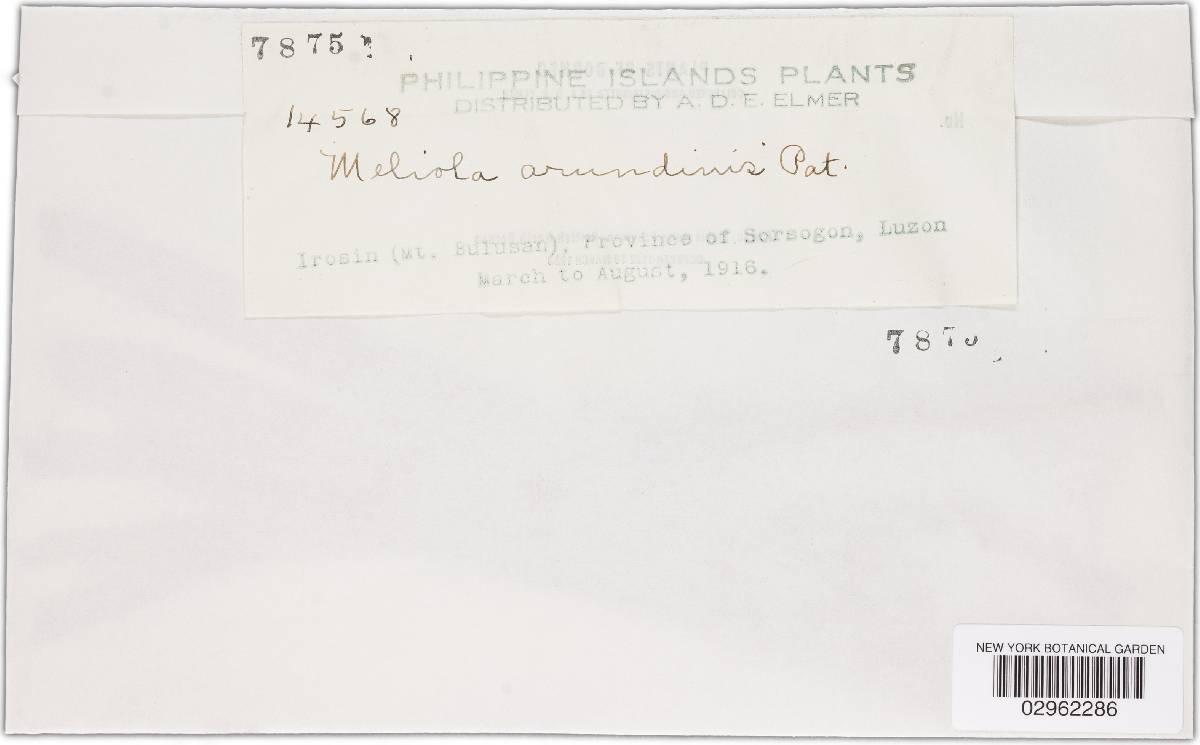 7875
PHILIPPINE ISLANDS PLANTS
DISTRIBUTED BY A. D. E. ELMER
14568
Meliola arundinis Pat.
Irosin (Mt. Bulusan), Province of Sorsogon, Luzon
March to August, 1916.
787
NEW YORK BOTANICAL GARDEN
02962286